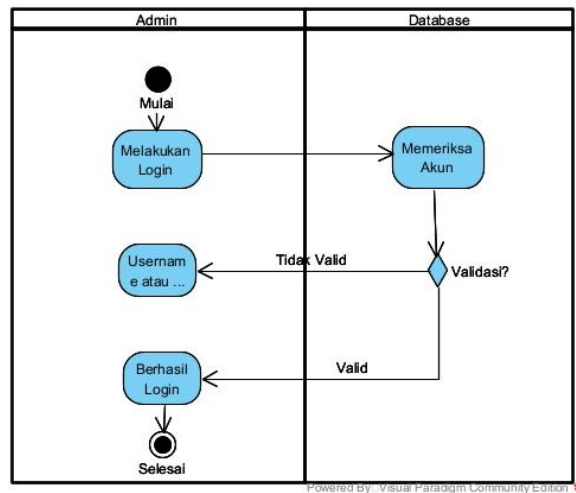 Admin
Database
Mulai
Melakukan
Login
Memeriksa
Akun
Usernam
e atau ...
Tidak Valid
Validasi?
Berhasil
Login
Valid
Selesai
Powered By Visual Paradigm Community Edition